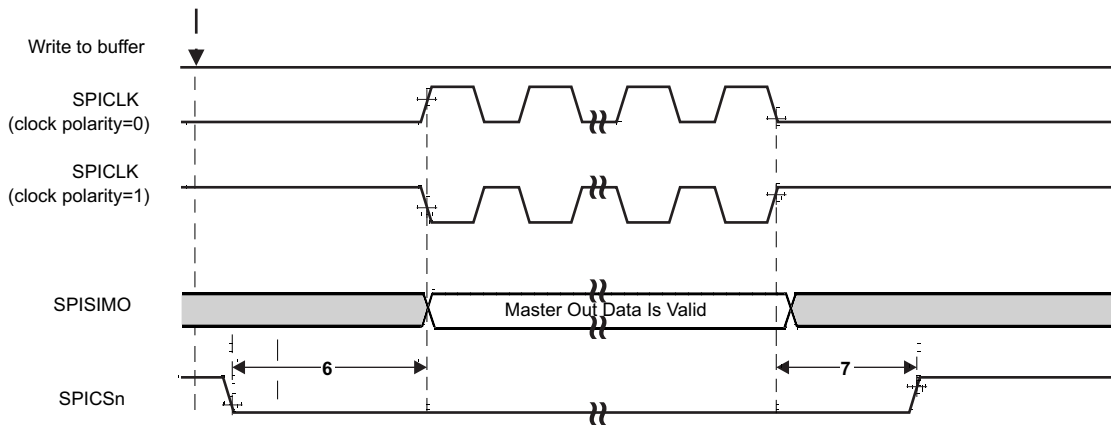 Write to buffer
SPICLK
(clock polarity=0)
SPICLK
(clock polarity=1)
SPISIMO
Master Out Data Is Valid
6
7
SPICSn